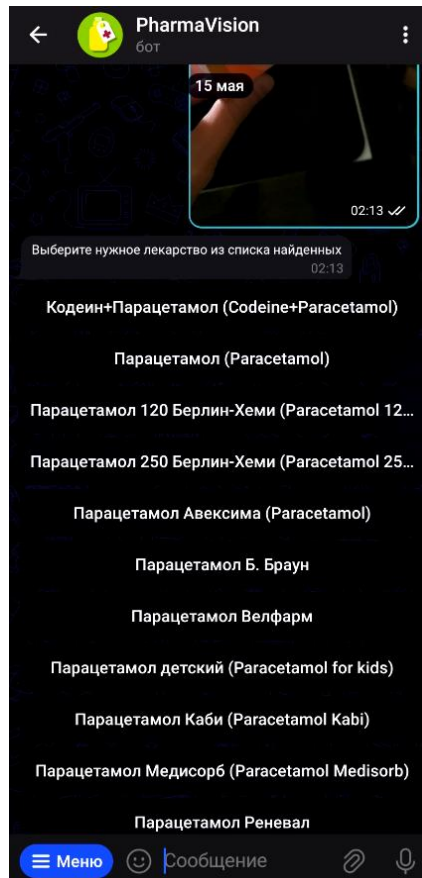 PharmaVision
бот
15 мая
02:13
Выберите нужное лекарство из списка найденных
02:13
Кодеин+Парацетамол (Codeine+Paracetamol)
Парацетамол (Paracetamol)
Парацетамол 120 Берлин-Хеми (Paracetamol 12...
Парацетамол 250 Берлин-Хеми (Paracetamol 25...
Парацетамол Авексима (Paracetamol)
Парацетамол Б. Браун
Парацетамол Велфарм
Парацетамол детский (Paracetamol for kids)
Парацетамол Каби (Paracetamol Kabi)
Парацетамол Медисорб (Paracetamol Medisorb)
Парацетамол Реневал
Меню
Сообщение